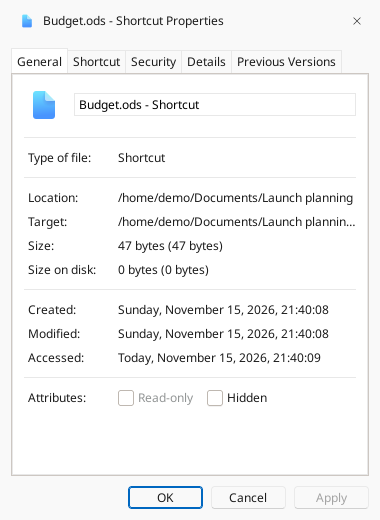 Budget.ods - Shortcut Properties
General Shortcut Security Details Previous Versions
Budget.ods - Shortcut
Type of file: Shortcut
Location: /home/demo/Documents/Launch planning
Target: /home/demo/Documents/Launch plannin...
Size: 47 bytes (47 bytes)
Size on disk: 0 bytes (0 bytes)
Created: Sunday, November 15, 2026, 21:40:08
Modified: Sunday, November 15, 2026, 21:40:08
Accessed: Today, November 15, 2026, 21:40:09
Attributes: Read-only Hidden
OK Cancel Apply